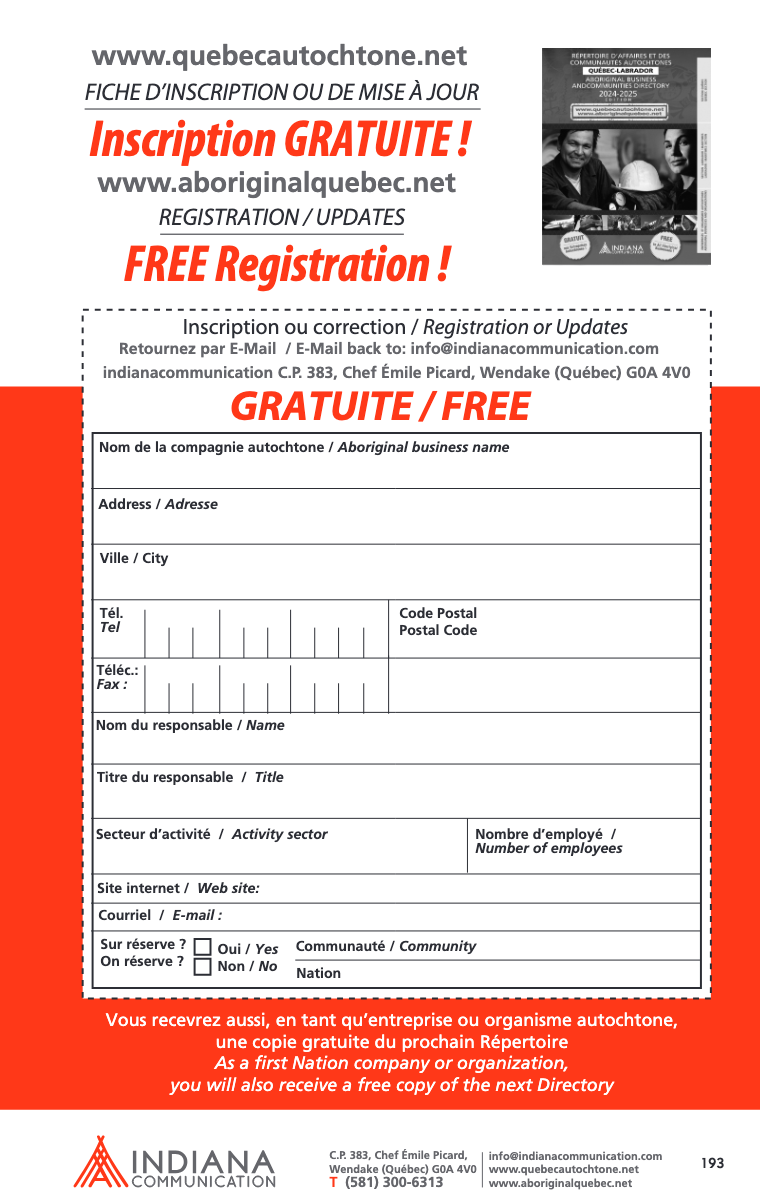 www.quebecautochtone.net
FICHE D’INSCRIPTION OU DE MISE À JOUR
Inscription GRATUITE !
www.aboriginalquebec.net
REGISTRATION / UPDATES
FREE Registration !
RÉPERTOIRE D'AFFAIRES ET DES
COMMUNAUTÉS AUTOCHTONES
QUÉBEC-LABRADOR
ABORIGINAL BUSINESS
ANDCOMMUNITIES DIRECTORY
2024-2025
EDITION
www.quebecautochtone.net
www.aboriginalquebec.net
GRATUIT
FREE
INDIANA
COMMUNICATION
Inscription ou correction / Registration or Updates
Retournez par E-Mail / E-Mail back to: info@indianacommunication.com
indianacommunication C.P. 383, Chef Émile Picard, Wendake (Québec) G0A 4V0
GRATUITE / FREE
Nom de la compagnie autochtone / Aboriginal business name
Address / Adresse
Ville / City
Tél.
Tel
Code Postal
Postal Code
Téléc.:
Fax :
Nom du responsable / Name
Titre du responsable / Title
Secteur d’activité / Activity sector
Nombre d’employé /
Number of employees
Site internet / Web site:
Courriel / E-mail :
Sur réserve ?
On réserve ?
Oui / Yes
Non / No
Communauté / Community
Nation
Vous recevrez aussi, en tant qu’entreprise ou organisme autochtone,
une copie gratuite du prochain Répertoire
As a first Nation company or organization,
you will also receive a free copy of the next Directory
INDIANA
COMMUNICATION
C.P. 383, Chef Émile Picard,
Wendake (Québec) G0A 4V0
T (581) 300-6313
info@indianacommunication.com
www.quebecautochtone.net
www.aboriginalquebec.net
193